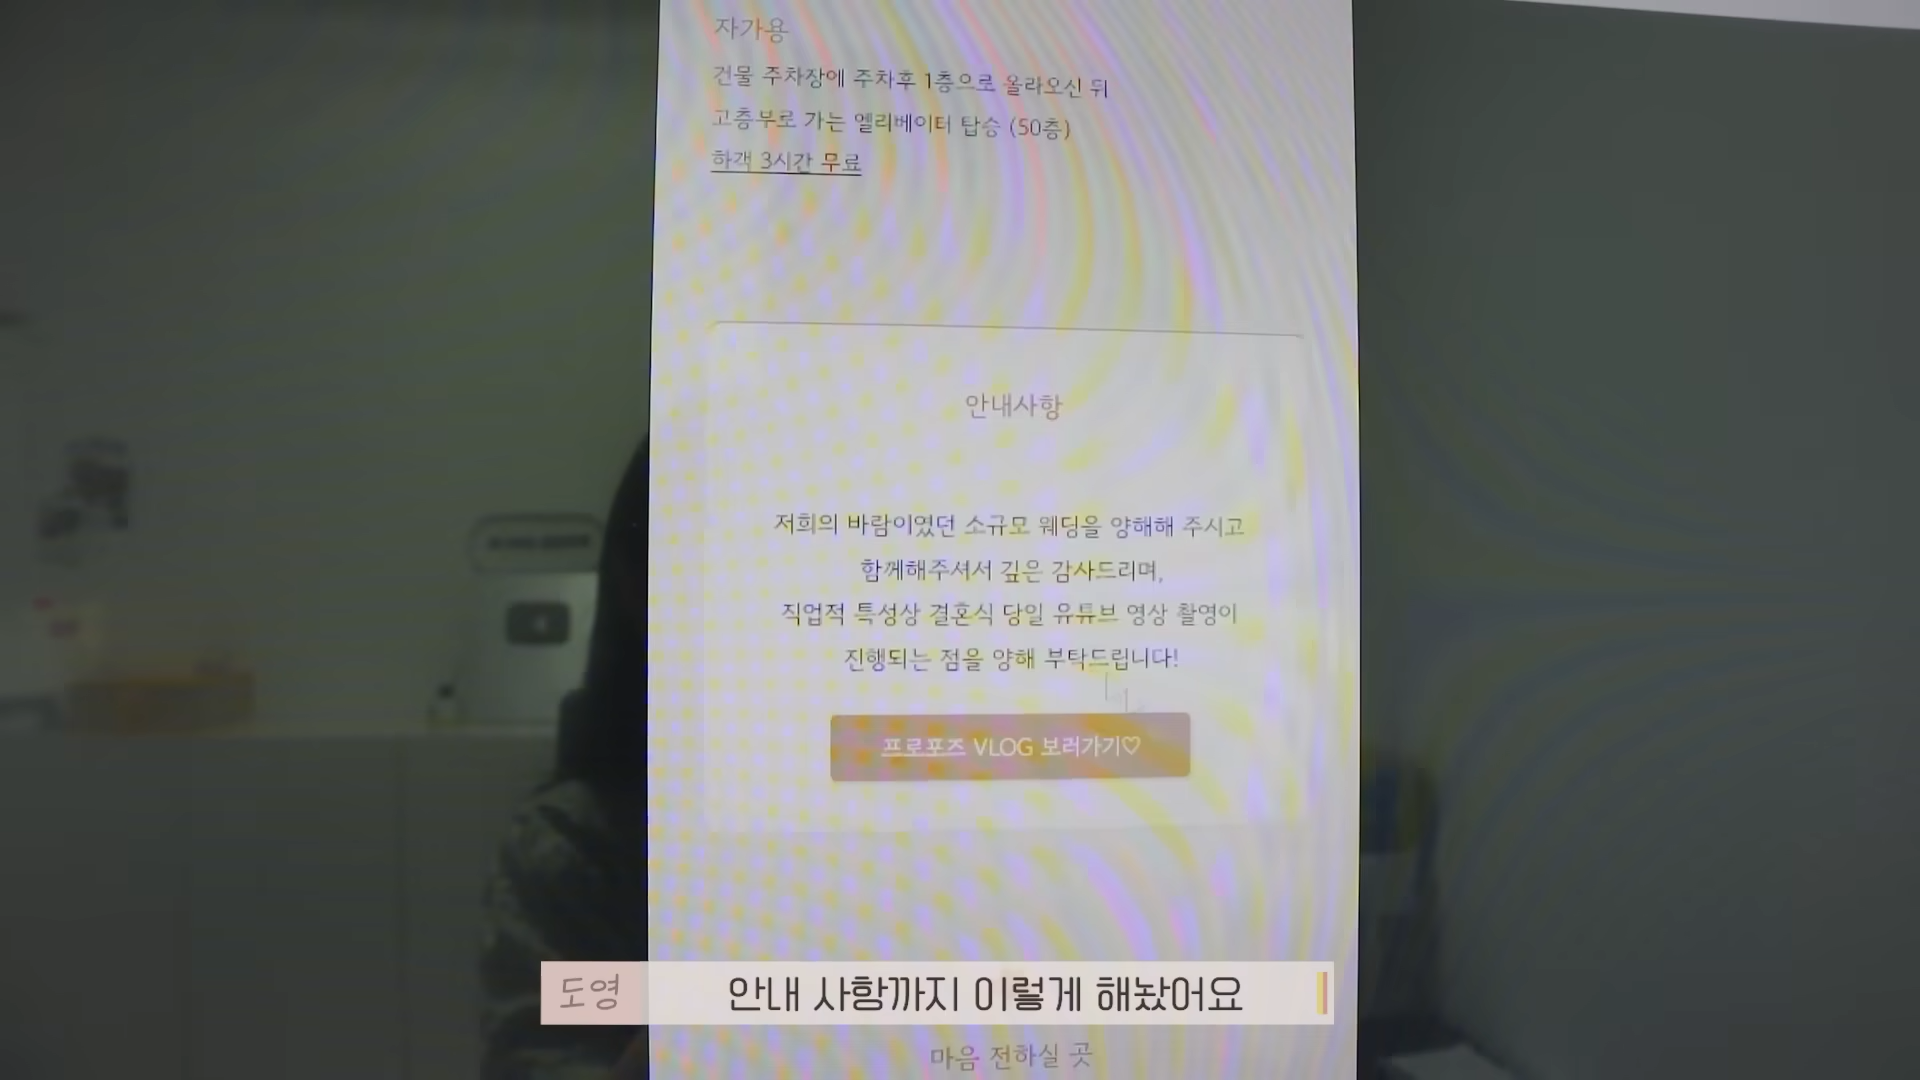 자가용
건물 주차장에 주차후 1층으로 올라오신 뒤
고층부로 가는 엘리베이터 탑승 (50층)
하객 3시간 무료
안내사항
저희의 바람이였던 소규모 웨딩을 양해해 주시고
함께해주셔서 깊은 감사드리며,
직업적 특성상 결혼식 당일 유튜브 영상 촬영이
진행되는 점을 양해 부탁드립니다!
프로포즈 VLOG 보러가기♡
도영 안내 사항까지 이렇게 해놨어요
마음 전하실 곳